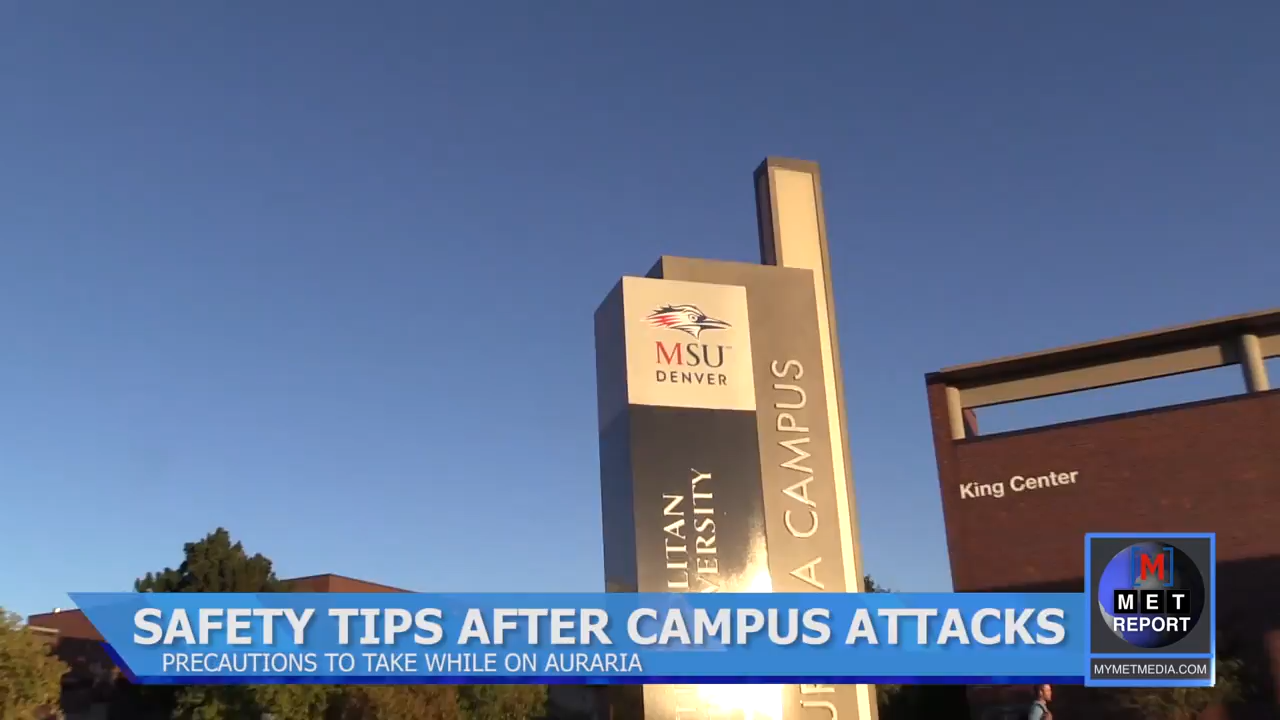 MSU
DENVER
LITAN
VERSITY
A CAMPUS
King Center
SAFETY TIPS AFTER CAMPUS ATTACKS
PRECAUTIONS TO TAKE WHILE ON AURARIA
M
MET
REPORT
MYMETMEDIA.COM